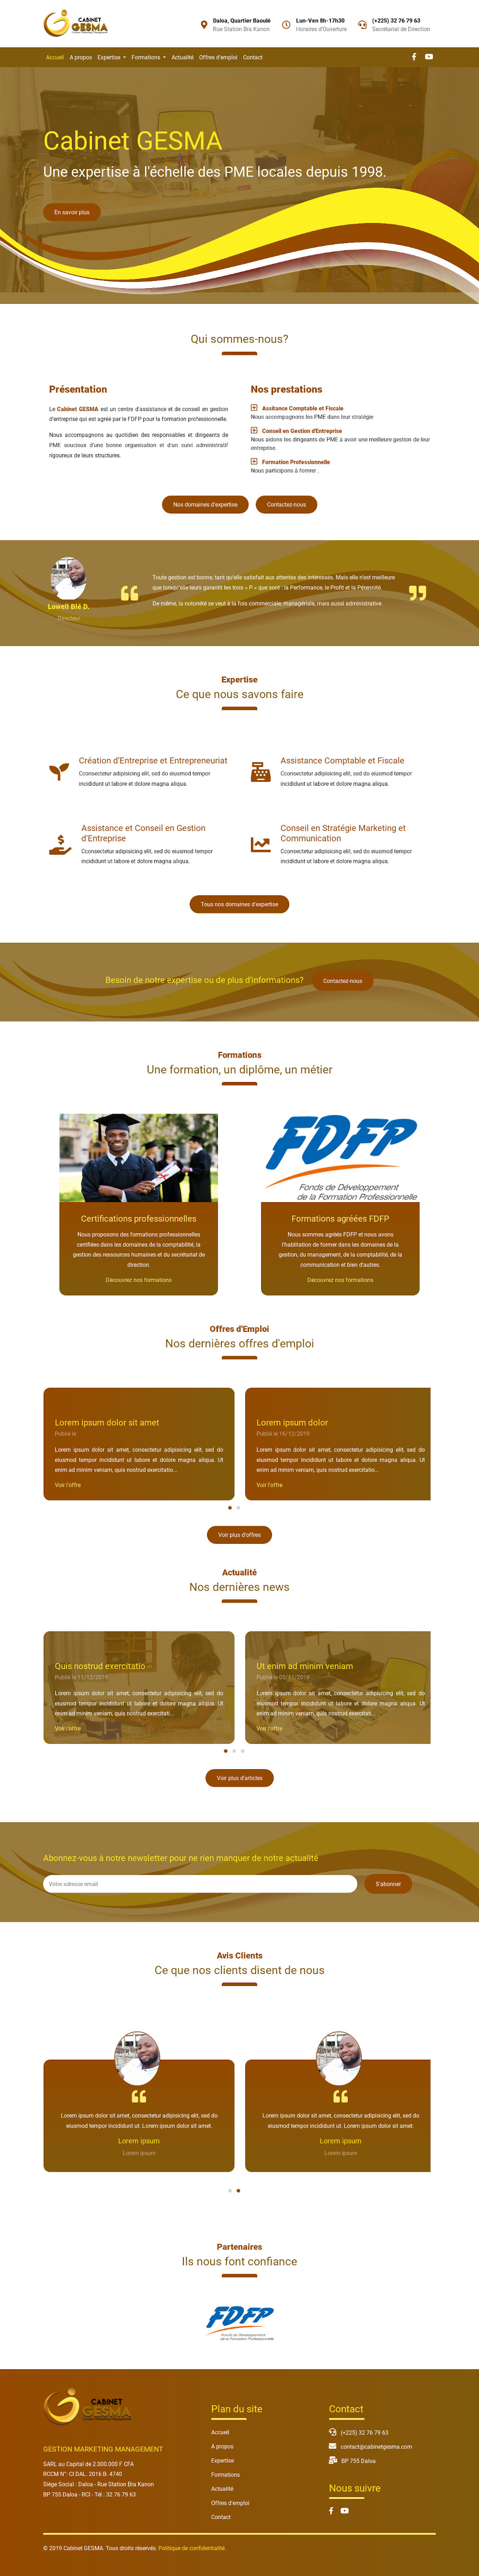 CABINET
GESMA
Daloa, Quartier Baoulé
Rue Station Bra Kanon
Lun-Ven 8h-17h30
Horaires d'Ouverture
(+225) 32 76 79 63
Secrétariat de Direction
Accueil
A propos
Expertise
Formations
Actualité
Offres d'emploi
Contact
Cabinet GESMA
Une expertise à l'échelle des PME locales depuis 1998.
En savoir plus
Qui sommes-nous?
Présentation
Le Cabinet GESMA est un centre d'assistance et de conseil en gestion
d'entreprise qui est agréé par le FDFP pour la formation professionnelle.
Nous accompagnons au quotidien des responsables et dirigeants de
PME soucieux d'une bonne organisation et d'un suivi administratif
rigoureux de leurs structures.
Nos prestations
Assitance Comptable et Fiscale
Nous accompagnons les PME dans leur stratégie
Conseil en Gestion d'Entreprise
Nous aidons les dirigeants de PME à avoir une meilleure gestion de leur
entreprise.
Formation Professionnelle
Nous participons à fomrer..
Nos domaines d'expertise
Contactez-nous
Lowell Blé D.
Directeur
Toute gestion est bonne, tant qu'elle satisfait aux attentes des intéressés. Mais elle n'est meilleure
que lorsqu'elle leurs garantit les trois « P » que sont : la Performance, le Profit et la Pérennité.
De même, la notoriété se veut à la fois commerciale, managériale, mais aussi administrative.
Expertise
Ce que nous savons faire
Création d'Entreprise et Entrepreneuriat
Cconsectetur adipisicing elit, sed do eiusmod tempor
incididunt ut labore et dolore magna aliqua.
Assistance Comptable et Fiscale
Cconsectetur adipisicing elit, sed do eiusmod tempor
incididunt ut labore et dolore magna aliqua.
Assistance et Conseil en Gestion
d'Entreprise
Cconsectetur adipisicing elit, sed do eiusmod tempor
incididunt ut labore et dolore magna aliqua.
Conseil en Stratégie Marketing et
Communication
Cconsectetur adipisicing elit, sed do eiusmod tempor
incididunt ut labore et dolore magna aliqua.
Tous nos domaines d'expertise
Besoin de notre expertise ou de plus d'informations?
Contactez-nous
Formations
Une formation, un diplôme, un métier
FDFP
Fonds de Développement
de la Formation Professionnelle
Certifications professionnelles
Nous proposons des formations professionnelles
certifiées dans les domaines de la comptabilité, la
gestion des ressources humaines et du secrétariat de
direction.
Découvrez nos formations
Formations agréées FDFP
Nous sommes agréés FDFP et nous avons
l'habilitation de former dans les domaines de la
gestion, du management, de la comptabilité, de la
communication et bien d'autres.
Découvrez nos formations
Offres d'Emploi
Nos dernières offres d'emploi
Lorem ipsum dolor sit amet
Publié le
Lorem ipsum dolor sit amet, consectetur adipisicing elit, sed do
eiusmod tempor incididunt ut labore et dolore magna aliqua. Ut
enim ad minim veniam, quis nostrud exercitatio...
Voir l'offre
Lorem ipsum dolor
Publié le 16/12/2019
Lorem ipsum dolor sit amet, consectetur adipisicing elit, sed do
eiusmod tempor incididunt ut labore et dolore magna aliqua. Ut
enim ad minim veniam, quis nostrud exercitatio...
Voir l'offre
Voir plus d'offres
Actualité
Nos dernières news
Quis nostrud exercitatio
Publié le 11/12/2019
Lorem ipsum dolor sit amet, consectetur adipisicing elit, sed do
eiusmod tempor incididunt ut labore et dolore magna aliqua. Ut
enim ad minim veniam, quis nostrud exercitati...
Voir l'offre
Ut enim ad minim veniam
Publié le 05/11/2019
Lorem ipsum dolor sit amet, consectetur adipisicing elit, sed do
eiusmod tempor incididunt ut labore et dolore magna aliqua. Ut
enim ad minim veniam, quis nostrud exercitati...
Voir l'offre
Voir plus d'articles
Abonnez-vous à notre newsletter pour ne rien manquer de notre actualité
Votre adresse email
S'abonner
Avis Clients
Ce que nos clients disent de nous
Lorem ipsum dolor sit amet, consectetur adipisicing elit, sed do
eiusmod tempor incididunt ut. Lorem ipsum dolor sit amet.
Lorem ipsum
Lorem ipsum
Lorem ipsum dolor sit amet, consectetur adipisicing elit, sed do
eiusmod tempor incididunt ut. Lorem ipsum dolor sit amet.
Lorem ipsum
Lorem ipsum
Partenaires
Ils nous font confiance
FDFP
Fonds de Développement
de la Formation Professionnelle
CABINET
GESMA
GESTION MARKETING MANAGEMENT
SARL au Capital de 2.000.000 F CFA
RCCM N°: CI DAL. 2016 B. 4740
Siège Social : Daloa - Rue Station Bra Kanon
BP 755 Daloa - RCI - Tél : 32 76 79 63
Plan du site
Accueil
A propos
Expertise
Formations
Actualité
Offres d'emploi
Contact
Contact
(+225) 32 76 79 63
contact@cabinetgesma.com
BP 755 Daloa
Nous suivre
© 2019 Cabinet GESMA. Tous droits réservés. Politique de confidentialité